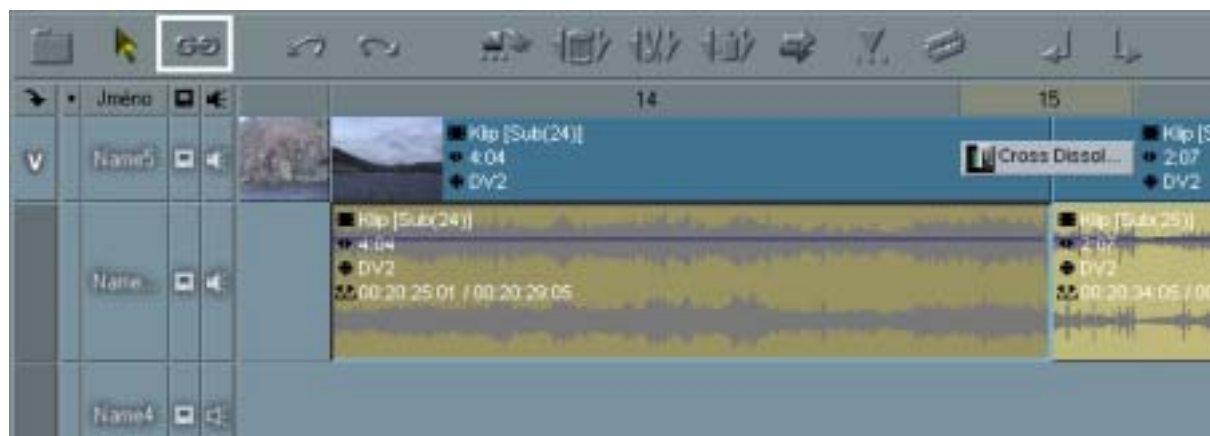 Jméno
14
15
Name5
Klip [Sub(24)]
4:04
DV2
Cross Dissol...
Klip [S
2:07
DV2
Name...
Klip [Sub(24)]
4:04
DV2
00:20:25:01 / 00:20:29:05
Klip [Sub(25)]
2:07
DV2
00:20:34:05 / 00
Name4